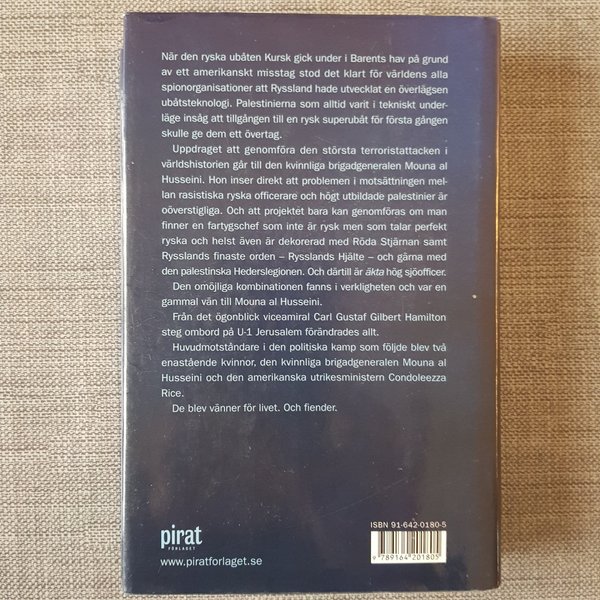 När den ryska ubåten Kursk gick under i Barents hav på grund
av ett amerikanskt misstag stod det klart för världens alla
spionorganisationer att Ryssland hade utvecklat en överlägsen
ubåtsteknologi. Palestinierna som alltid varit i tekniskt under-
läge insåg att tillgången till en rysk superubåt för första gången
skulle ge dem ett övertag.
Uppdraget att genomföra den största terroristattacken i
världshistorien går till den kvinnliga brigadgeneralen Mouna al
Husseini. Hon inser direkt att problemen i motsättningen mel-
lan rasistiska ryska officerare och högt utbildade palestinier är
oöverstigliga. Och att projektet bara kan genomföras om man
finner en fartygschef som inte är rysk men som talar perfekt
ryska och helst även är dekorerad med Röda Stjärnan samt
Rysslands finaste orden – Rysslands Hjälte – och gärna med
den palestinska Hederslegionen. Och därtill är äkta hög sjöofficer.
Den omöjliga kombinationen fanns i verkligheten och var en
gammal vän till Mouna al Husseini.
Från det ögonblick viceamiral Carl Gustaf Gilbert Hamilton
steg ombord på U-1 Jerusalem förändrades allt.
Huvudmotståndare i den politiska kamp som följde blev två
enastående kvinnor, den kvinnliga brigadgeneralen Mouna al
Husseini och den amerikanska utrikesministern Condoleezza
Rice.
De blev vänner för livet. Och fiender.
pirat
FÖRLAGET
www.piratforlaget.se
ISBN 91-642-0180-5
9 789164 201805